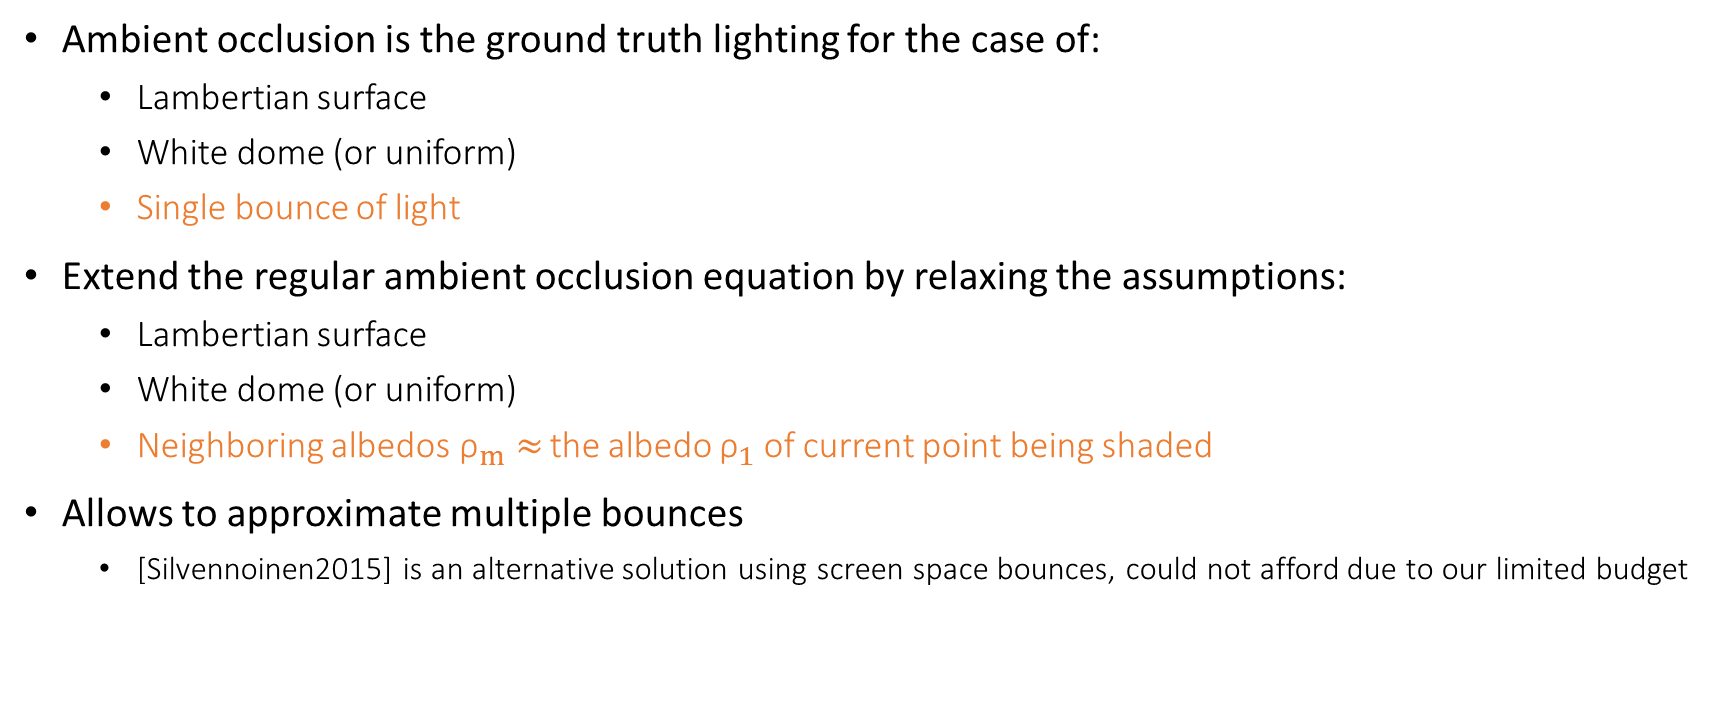 • Ambient occlusion is the ground truth lighting for the case of:
• Lambertian surface
• White dome (or uniform)
• Single bounce of light
• Extend the regular ambient occlusion equation by relaxing the assumptions:
• Lambertian surface
• White dome (or uniform)
• Neighboring albedos ρₘ ≈ the albedo ρ₁ of current point being shaded
• Allows to approximate multiple bounces
• [Silvennoinen2015] is an alternative solution using screen space bounces, could not afford due to our limited budget